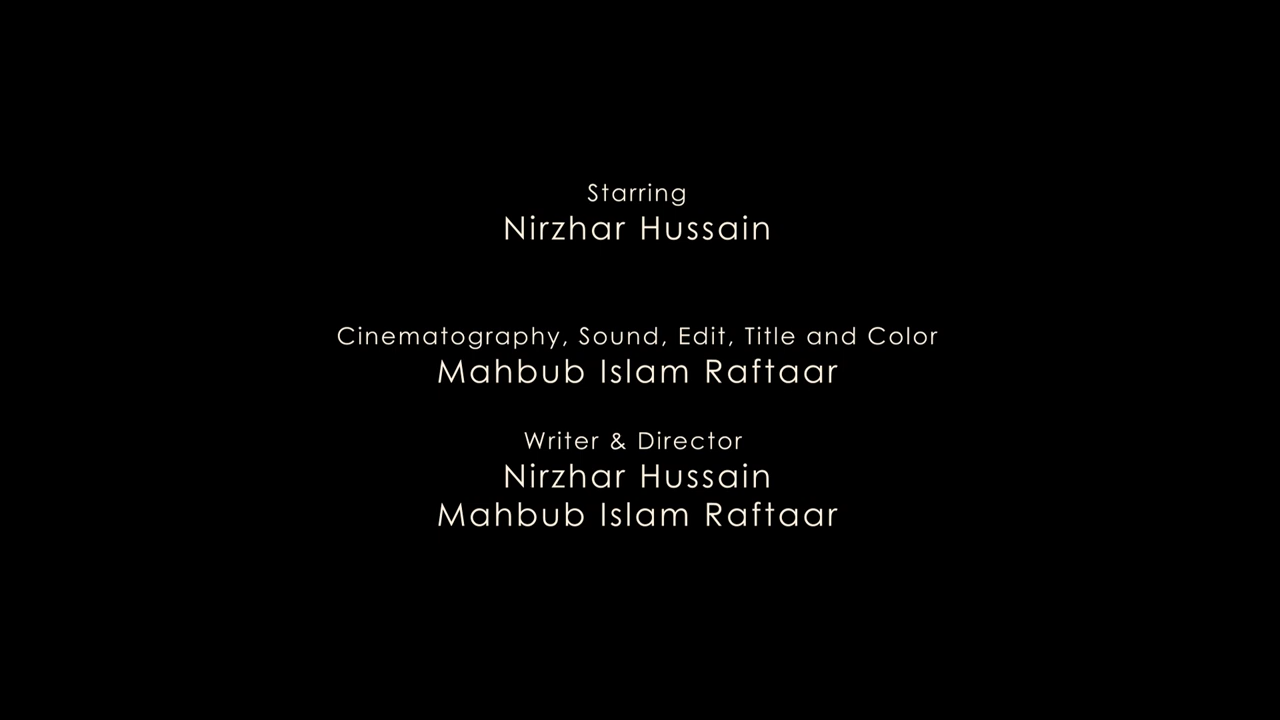 Starring
Nirzhar Hussain
Cinematography, Sound, Edit, Title and Color
Mahbub Islam Raftaar
Writer & Director
Nirzhar Hussain
Mahbub Islam Raftaar